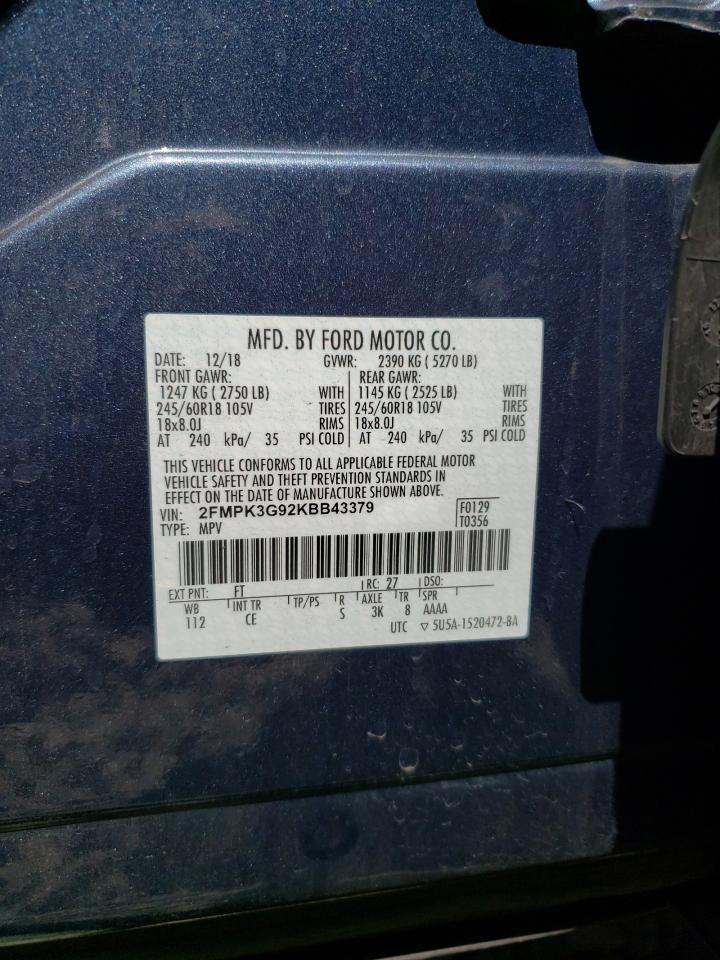 MFD. BY FORD MOTOR CO.
DATE: 12/18 GVWR: 2390 KG ( 5270 LB)
FRONT GAWR: REAR GAWR:
1247 KG ( 2750 LB) WITH 1145 KG ( 2525 LB) WITH
245/60R18 105V TIRES 245/60R18 105V TIRES
18x8.0J RIMS 18x8.0J RIMS
AT 240 kPa/ 35 PSI COLD AT 240 kPa/ 35 PSI COLD
THIS VEHICLE CONFORMS TO ALL APPLICABLE FEDERAL MOTOR
VEHICLE SAFETY AND THEFT PREVENTION STANDARDS IN
EFFECT ON THE DATE OF MANUFACTURE SHOWN ABOVE.
VIN: 2FMPK3G92KBB43379 F0129
TYPE: MPV T0356
EXT PNT: FT RC: 27 DSO:
WB INT TR TP/PS R AXLE TR SPR
112 CE S 3K 8 AAAA
UTC ▽ 5U5A-1520472-BA